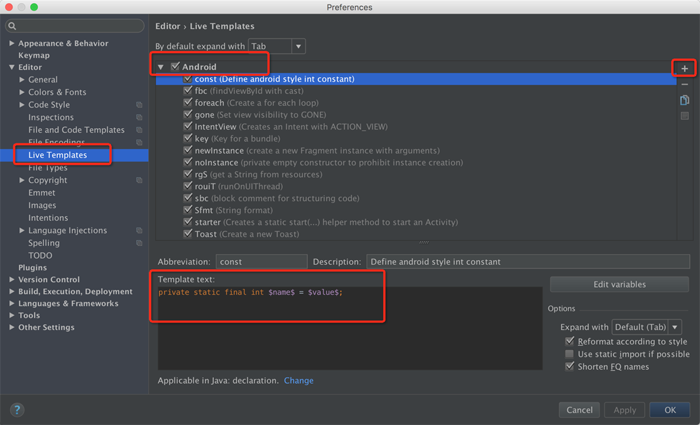 Preferences
Appearance & Behavior
Keymap
Editor
General
Colors & Fonts
Code Style
Inspections
File and Code Templates
File Encodings
Live Templates
File Types
Copyright
Emmet
Images
Intentions
Language Injections
Spelling
TODO
Plugins
Version Control
Build, Execution, Deployment
Languages & Frameworks
Tools
Other Settings
Editor › Live Templates
By default expand with Tab
Android
const (Define android style int constant)
fbc (findViewById with cast)
foreach (Create a for each loop)
gone (Set view visibility to GONE)
IntentView (Creates an Intent with ACTION_VIEW)
key (Key for a bundle)
newInstance (create a new Fragment instance with arguments)
noInstance (private empty constructor to prohibit instance creation)
rgS (get a String from resources)
rouiT (runOnUIThread)
sbc (block comment for structuring code)
Sfmt (String format)
starter (Creates a static start(...) helper method to start an Activity)
Toast (Create a new Toast)
Abbreviation: const Description: Define android style int constant
Template text:
private static final int $name$ = $value$;
Edit variables
Options
Expand with Default (Tab)
Reformat according to style
Use static import if possible
Shorten FQ names
Applicable in Java: declaration. Change
? Cancel Apply OK